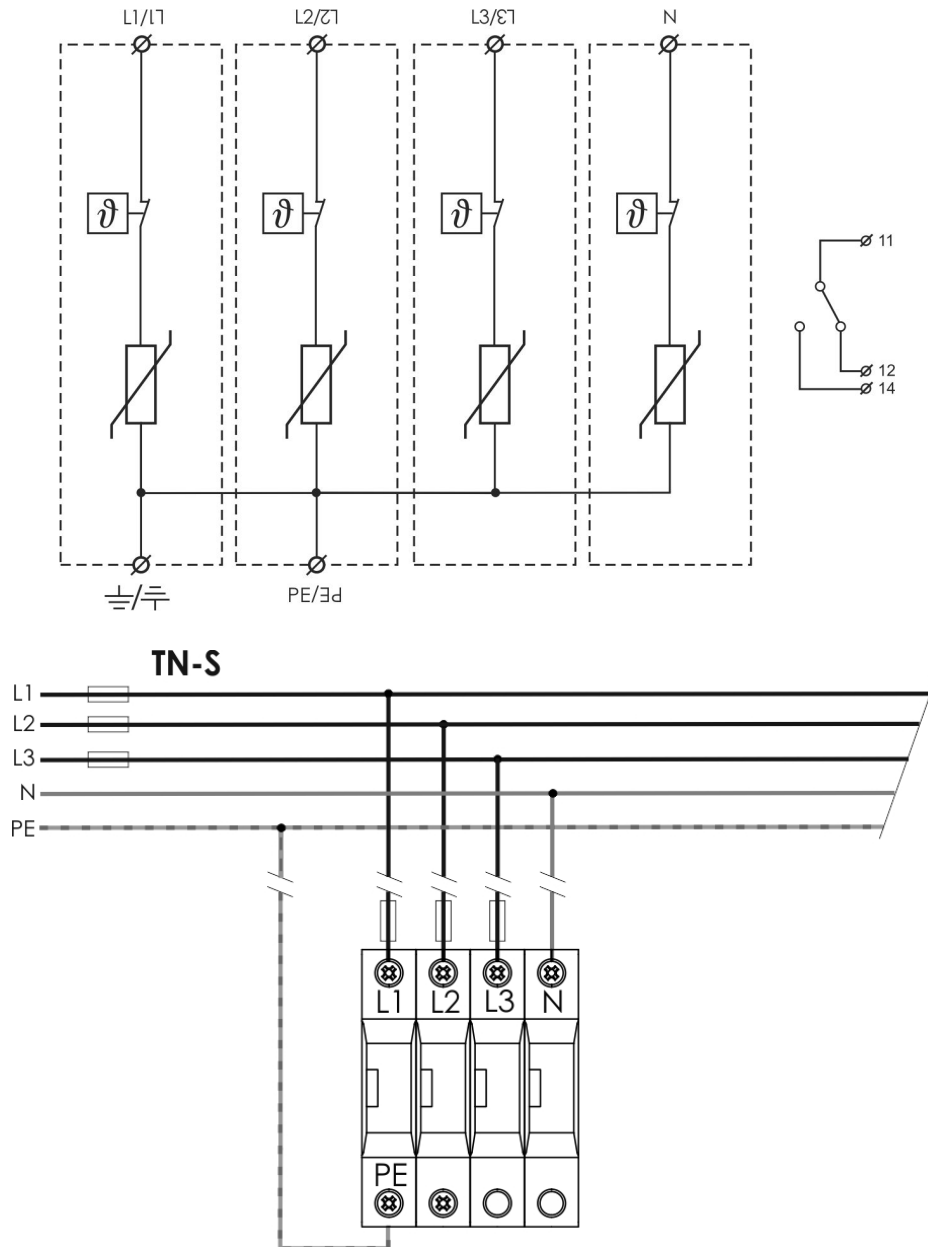 L1/L1
L2/L2
L3/L3
N
ϑ
ϑ
ϑ
ϑ
11
12
14
PE/PE
TN-S
L1
L2
L3
N
PE
L1
L2
L3
N
PE